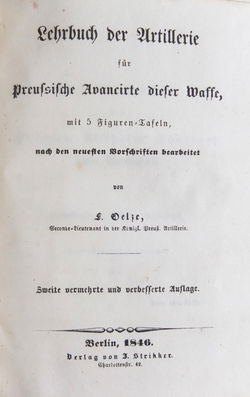 Lehrbuch der Artillerie
für
Preußische Avancirte dieser Waffe,
mit 5 Figuren-Tafeln,
nach den neuesten Vorschriften bearbeitet
von
L. Oelze,
Seconde-Lieutenant in der Königl. Preuß. Artillerie.
Zweite vermehrte und verbesserte Auflage.
Berlin, 1846.
Verlag von J. Strikker.
Charlottenstr. 42.